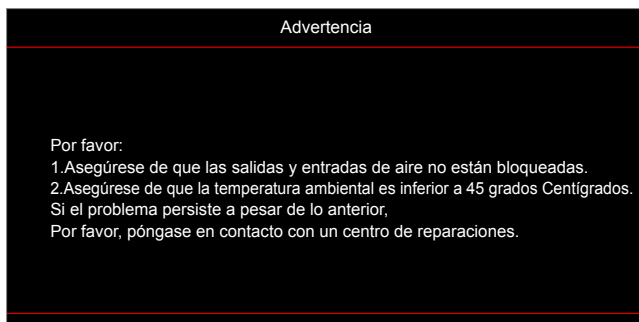 Advertencia
Por favor:
1.Asegúrese de que las salidas y entradas de aire no están bloqueadas.
2.Asegúrese de que la temperatura ambiental es inferior a 45 grados Centígrados.
Si el problema persiste a pesar de lo anterior,
Por favor, póngase en contacto con un centro de reparaciones.